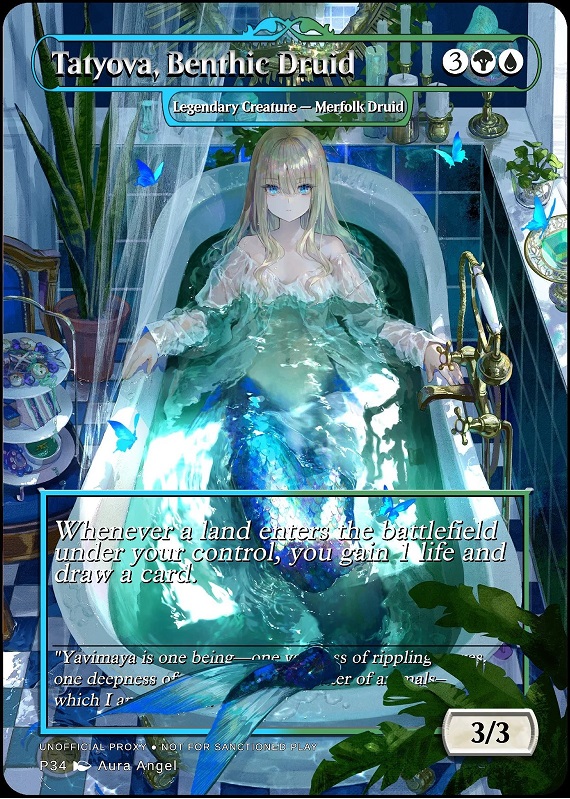 Tatyova, Benthic Druid 3
Legendary Creature — Merfolk Druid
Whenever a land enters the battlefield
under your control, you gain 1 life and
draw a card.
"Yavimaya is one being—one of rippling
one deepness of of
which I
3/3
UNOFFICIAL PROXY • NOT FOR SANCTIONED PLAY
P34 Aura Angel